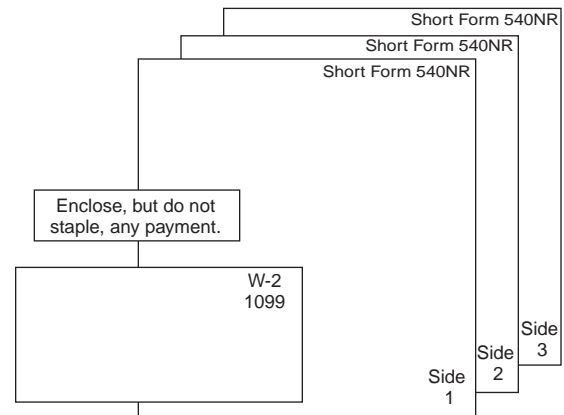 Short Form 540NR
Short Form 540NR
Short Form 540NR
Enclose, but do not
staple, any payment.
W-2
1099
Side
3
Side
2
Side
1